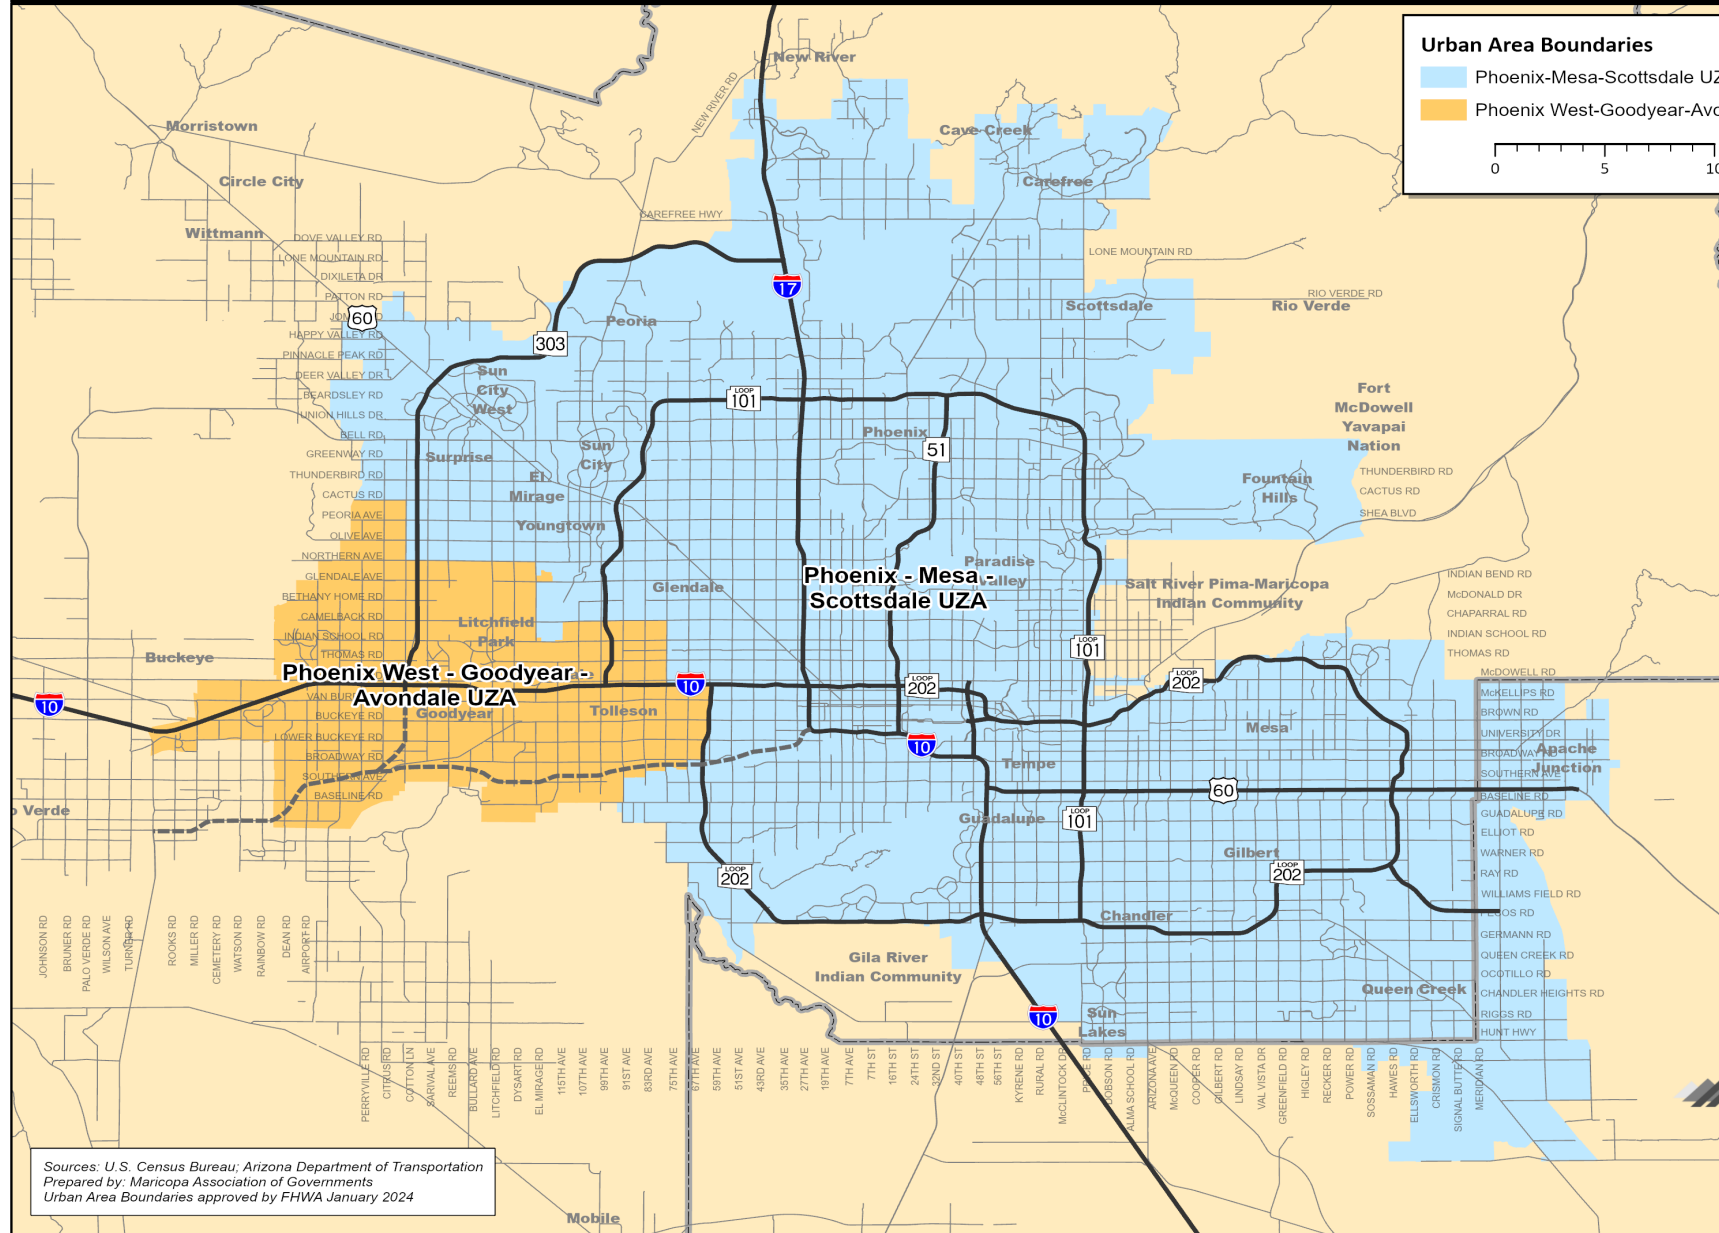 New River
Urban Area Boundaries
Phoenix-Mesa-Scottsdale UZ
Phoenix West-Goodyear-Avo
0 5 10
NEW RIVER RD
Morristown
Cave Creek
Circle City
Carefree
CAREFREE HWY
Wittmann
DOVE VALLEY RD
LONE MOUNTAIN RD
LONE MOUNTAIN RD
DIXILETA DR
17
PATTON RD
RIO VERDE RD
Scottsdale
Rio Verde
60
Peoria
HAPPY VALLEY RD
303
PINNACLE PEAK RD
Sun
City
West
DEER VALLEY DR
BEARDSLEY RD
LOOP
101
Fort
McDowell
Yavapai
Nation
UNION HILLS DR
BELL RD
Phoenix
51
GREENWAY RD
Surprise
Sun
City
THUNDERBIRD RD
THUNDERBIRD RD
El
Mirage
Fountain
Hills
CACTUS RD
CACTUS RD
PEORIA AVE
SHEA BLVD
Youngtown
OLIVE AVE
NORTHERN AVE
Paradise
alley
GLENDALE AVE
Glendale
Phoenix - Mesa -
Scottsdale UZA
Salt River Pima-Maricopa
Indian Community
INDIAN BEND RD
BETHANY HOME RD
McDONALD DR
CAMELBACK RD
CHAPARRAL RD
Litchfield
Park
INDIAN SCHOOL RD
INDIAN SCHOOL RD
THOMAS RD
THOMAS RD
Buckeye
LOOP
101
Phoenix West - Goodyear -
Avondale UZA
McDOWELL RD
10
10
LOOP
202
LOOP
202
VAN BUR
McKELLIPS RD
BUCKEYE RD
Goodyear
Tolleson
BROWN RD
Mesa
LOWER BUCKEYE RD
UNIVERSITY DR
10
BROADWAY RD
BROADWAY
Apache
Junction
Tempe
SOUTHERN AVE
SOUTHERN AVE
60
BASELINE RD
BASELINE RD
o Verde
Guadalupe
LOOP
101
GUADALUPE RD
ELLIOT RD
Gilbert
WARNER RD
LOOP
202
LOOP
202
RAY RD
WILLIAMS FIELD RD
Chandler
PECOS RD
GERMANN RD
JOHNSON RD
BRUNER RD
PALO VERDE RD
WILSON AVE
TURNER RD
ROOKS RD
MILLER RD
CEMETERY RD
WATSON RD
RAINBOW RD
DEAN RD
AIRPORT RD
Gila River
Indian Community
QUEEN CREEK RD
OCOTILLO RD
Queen Creek
CHANDLER HEIGHTS RD
10
Sun
Lakes
RIGGS RD
HUNT HWY
PERRYVILLE RD
CITRUS RD
COTTON LN
SARIVAL AVE
REEMS RD
BULLARD AVE
LITCHFIELD RD
DYSART RD
EL MIRAGE RD
115TH AVE
107TH AVE
99TH AVE
91ST AVE
83RD AVE
75TH AVE
67TH AVE
59TH AVE
51ST AVE
43RD AVE
35TH AVE
27TH AVE
19TH AVE
7TH AVE
7TH ST
16TH ST
24TH ST
32ND ST
40TH ST
48TH ST
56TH ST
KYRENE RD
RURAL RD
McCLINTOCK DR
PRICE RD
DOBSON RD
ALMA SCHOOL RD
ARIZONA AVE
McQUEEN RD
COOPER RD
GILBERT RD
LINDSAY RD
VAL VISTA DR
GREENFIELD RD
HIGLEY RD
RECKER RD
POWER RD
SOSSAMAN RD
HAWES RD
ELLSWORTH RD
CRISMON RD
SIGNAL BUTTE RD
MERIDIAN RD
Sources: U.S. Census Bureau; Arizona Department of Transportation
Prepared by: Maricopa Association of Governments
Urban Area Boundaries approved by FHWA January 2024
Mobile